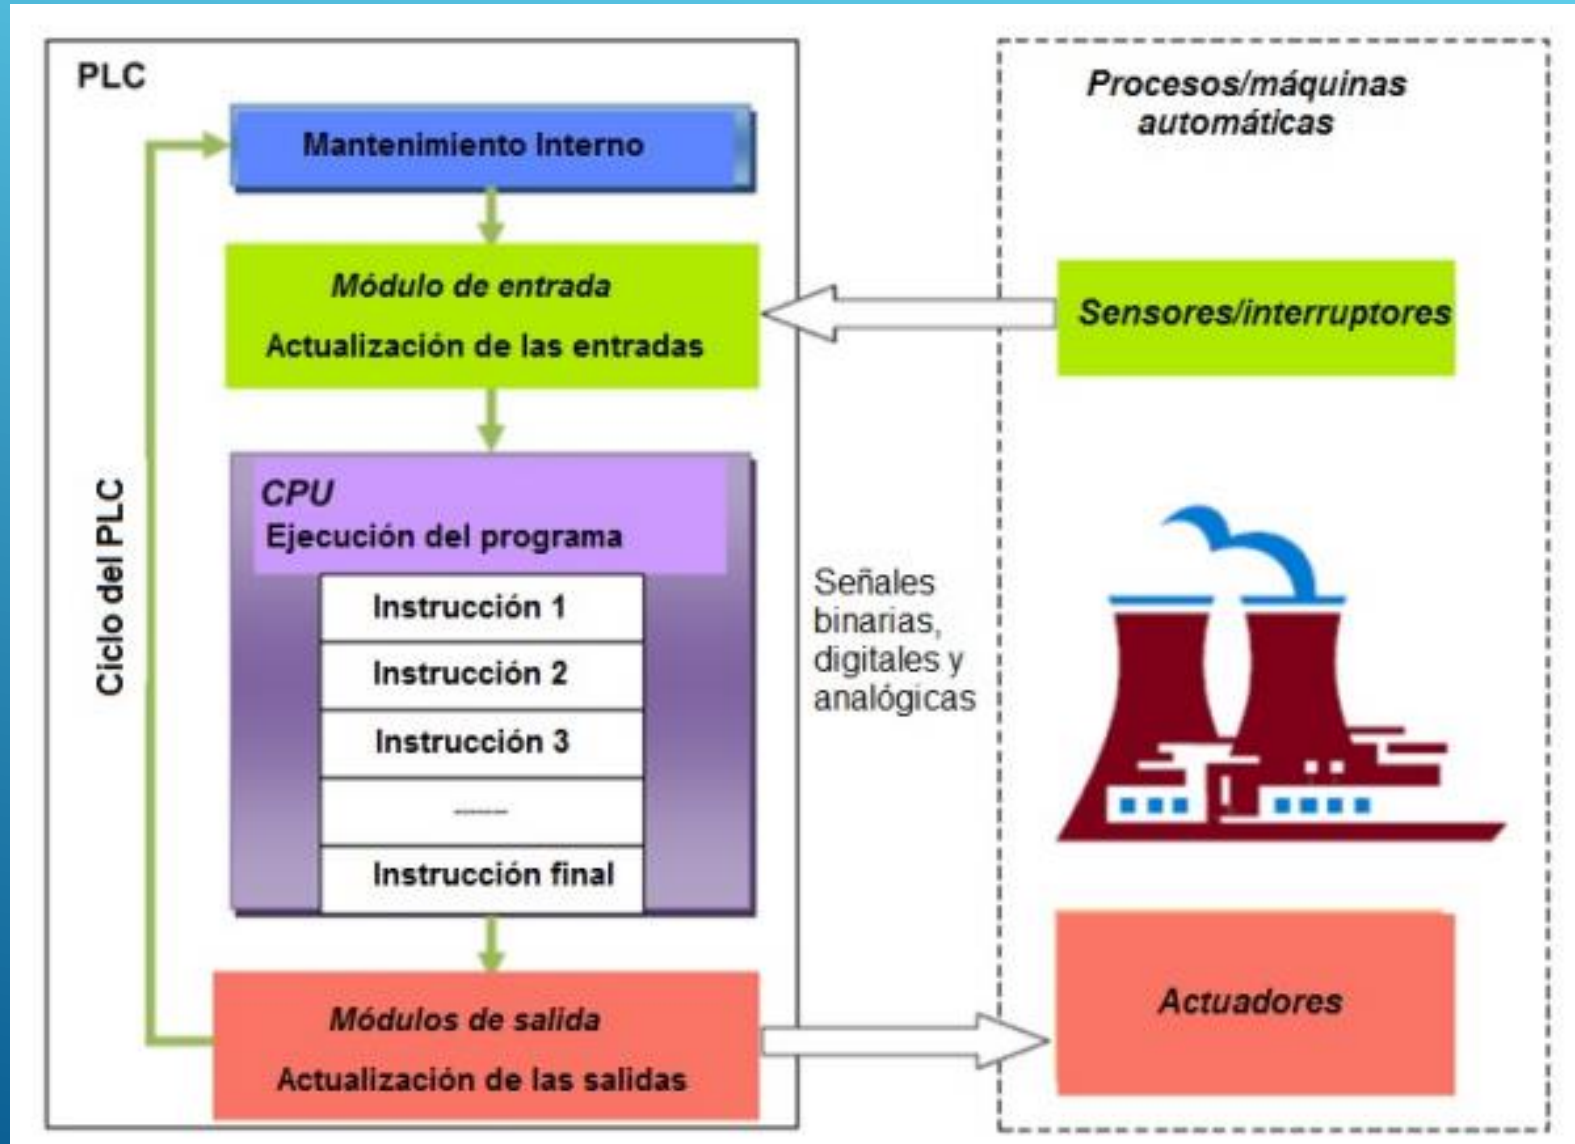 PLC
Mantenimiento Interno
Módulo de entrada
Actualización de las entradas
CPU
Ejecución del programa
Instrucción 1
Instrucción 2
Instrucción 3
-------
Instrucción final
Módulos de salida
Actualización de las salidas
Ciclo del PLC
Señales
binarias,
digitales y
analógicas
Procesos/máquinas
automáticas
Sensores/interruptores
Actuadores